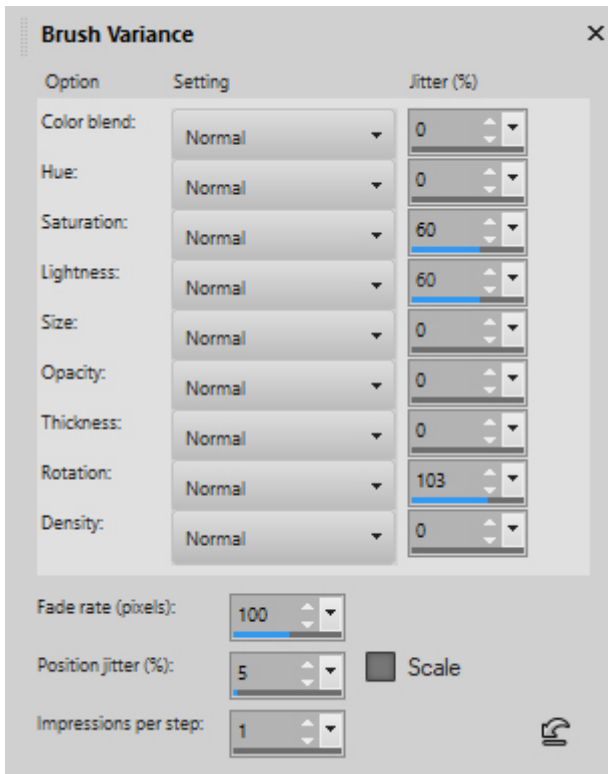 Brush Variance
Option Setting Jitter (%)
Color blend: Normal 0
Hue: Normal 0
Saturation: Normal 60
Lightness: Normal 60
Size: Normal 0
Opacity: Normal 0
Thickness: Normal 0
Rotation: Normal 103
Density: Normal 0
Fade rate (pixels): 100
Position jitter (%): 5 Scale
Impressions per step: 1